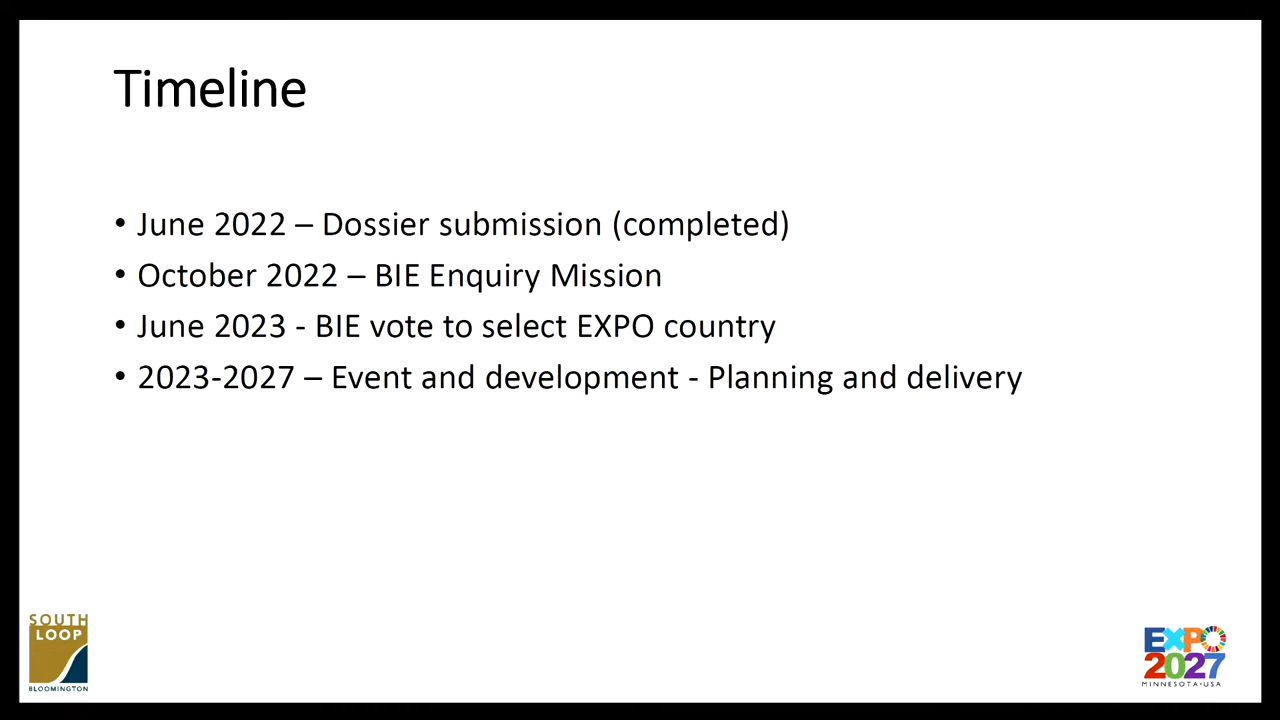 Timeline
• June 2022 – Dossier submission (completed)
• October 2022 – BIE Enquiry Mission
• June 2023 - BIE vote to select EXPO country
• 2023-2027 – Event and development - Planning and delivery
SOUTH
LOOP
BLOOMINGTON
EXPO
2027
MINNESOTA•USA